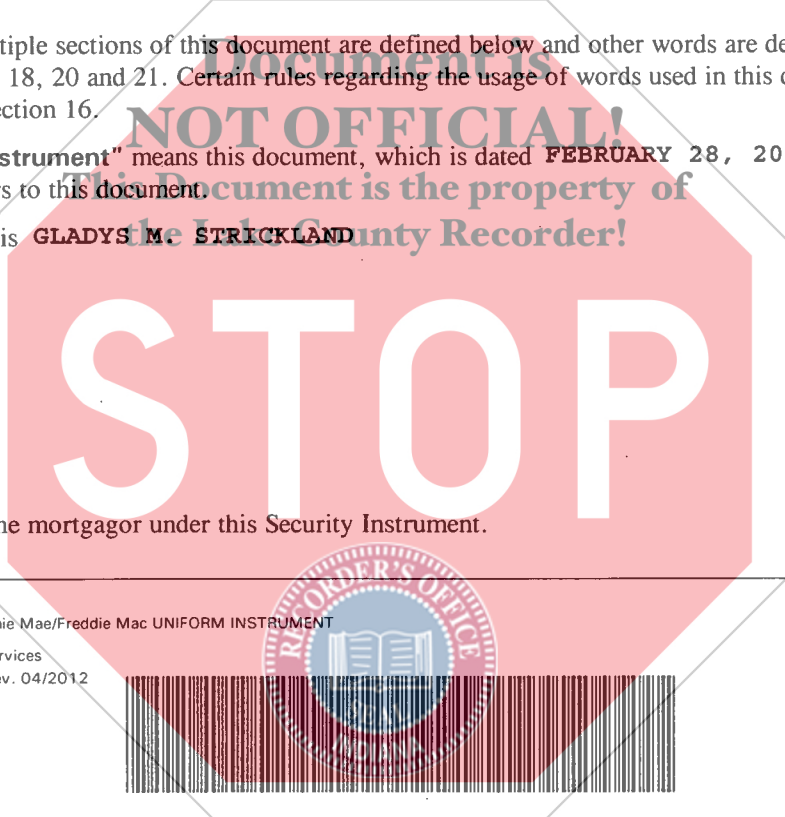 tiple sections of this document are defined below and other words are de
Document is
18, 20 and 21. Certain rules regarding the usage of words used in this
ection 16.
NOT OFFICIAL!
strument" means this document, which is dated FEBRUARY 28, 20
This Document is the property of
s to this document.
is GLADYS M. STRICKLAND
the Lake County Recorder!
STOP
ne mortgagor under this Security Instrument.
RECORDER'S OFFICE
nie Mae/Freddie Mac UNIFORM INSTRUMENT
rvices
ev. 04/2012
SEAL
INDIANA